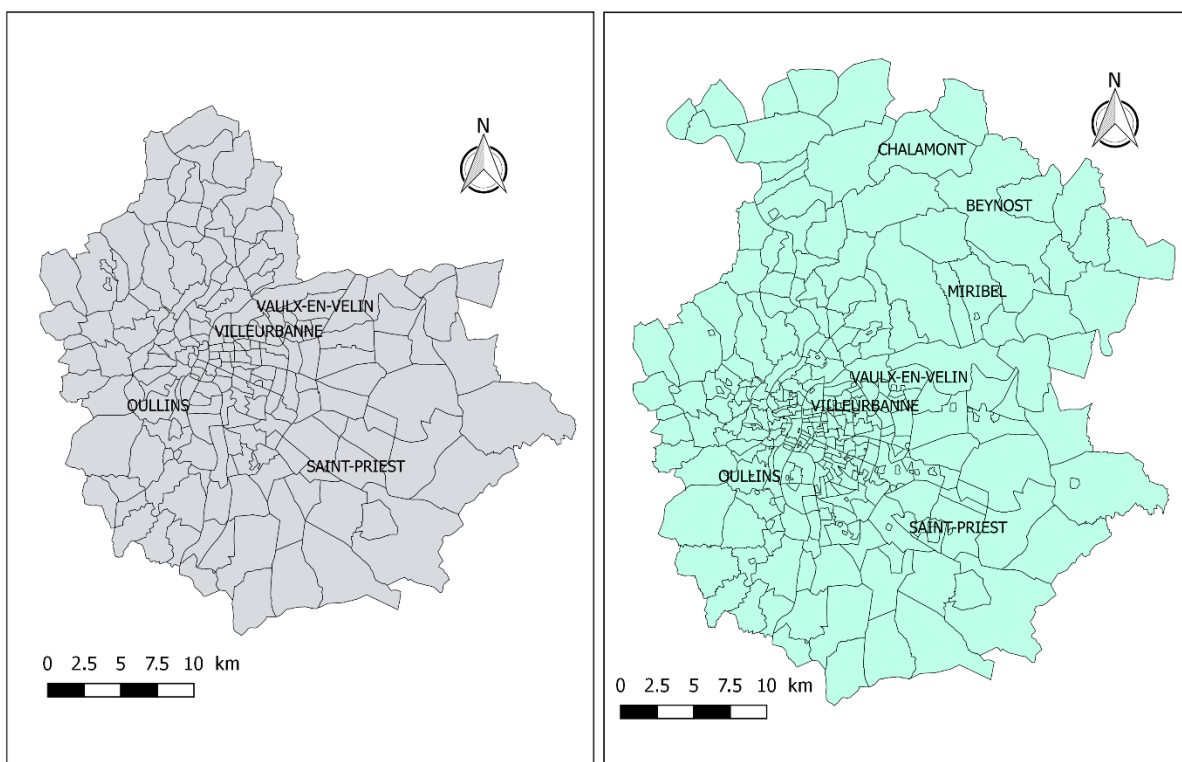 N
VAULX-EN-VELIN
VILLEURBANNE
OULLINS
SAINT-PRIEST
0 2.5 5 7.5 10 km
N
CHALAMONT
BEYNOST
MIRIBEL
VAULX-EN-VELIN
VILLEURBANNE
OULLINS
SAINT-PRIEST
0 2.5 5 7.5 10 km